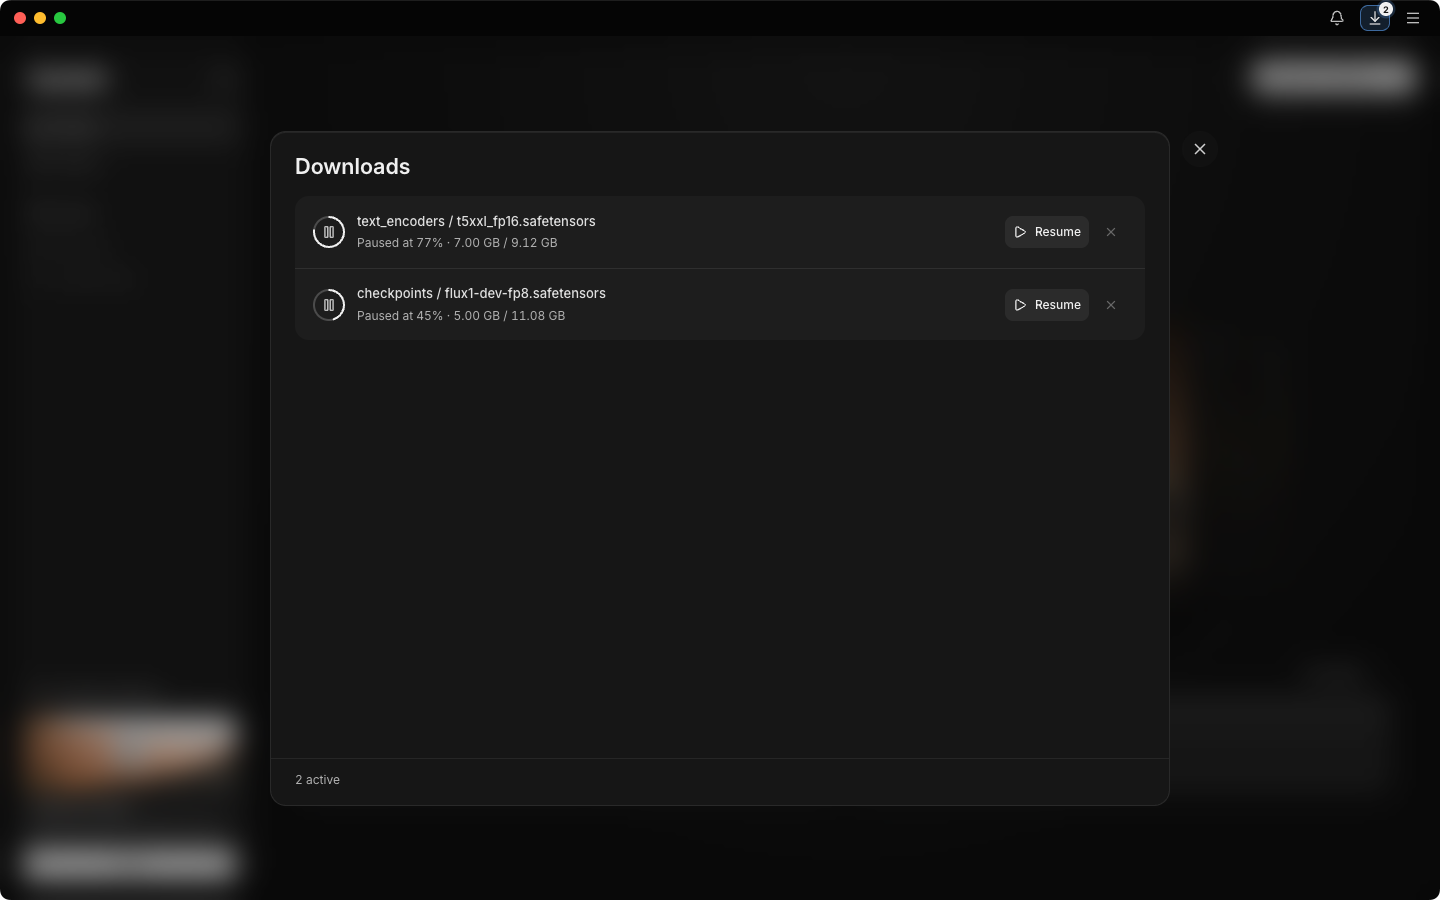 2
Downloads
text_encoders / t5xxl_fp16.safetensors
Paused at 77% · 7.00 GB / 9.12 GB
Resume
checkpoints / flux1-dev-fp8.safetensors
Paused at 45% · 5.00 GB / 11.08 GB
Resume
2 active